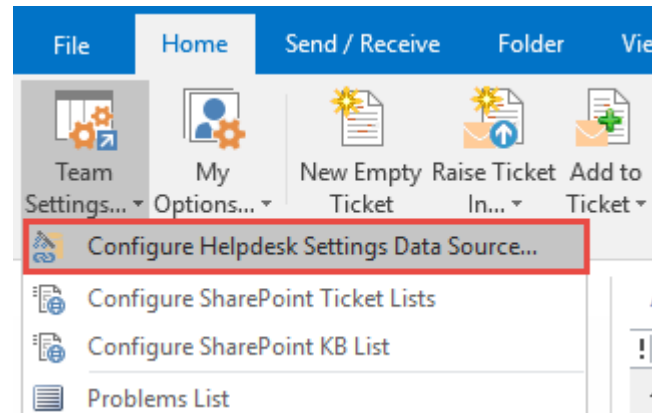 File Home Send / Receive Folder Vie
Team My New Empty Raise Ticket Add to
Settings... Options... Ticket In... Ticket
Configure Helpdesk Settings Data Source...
Configure SharePoint Ticket Lists
Configure SharePoint KB List
!
Problems List